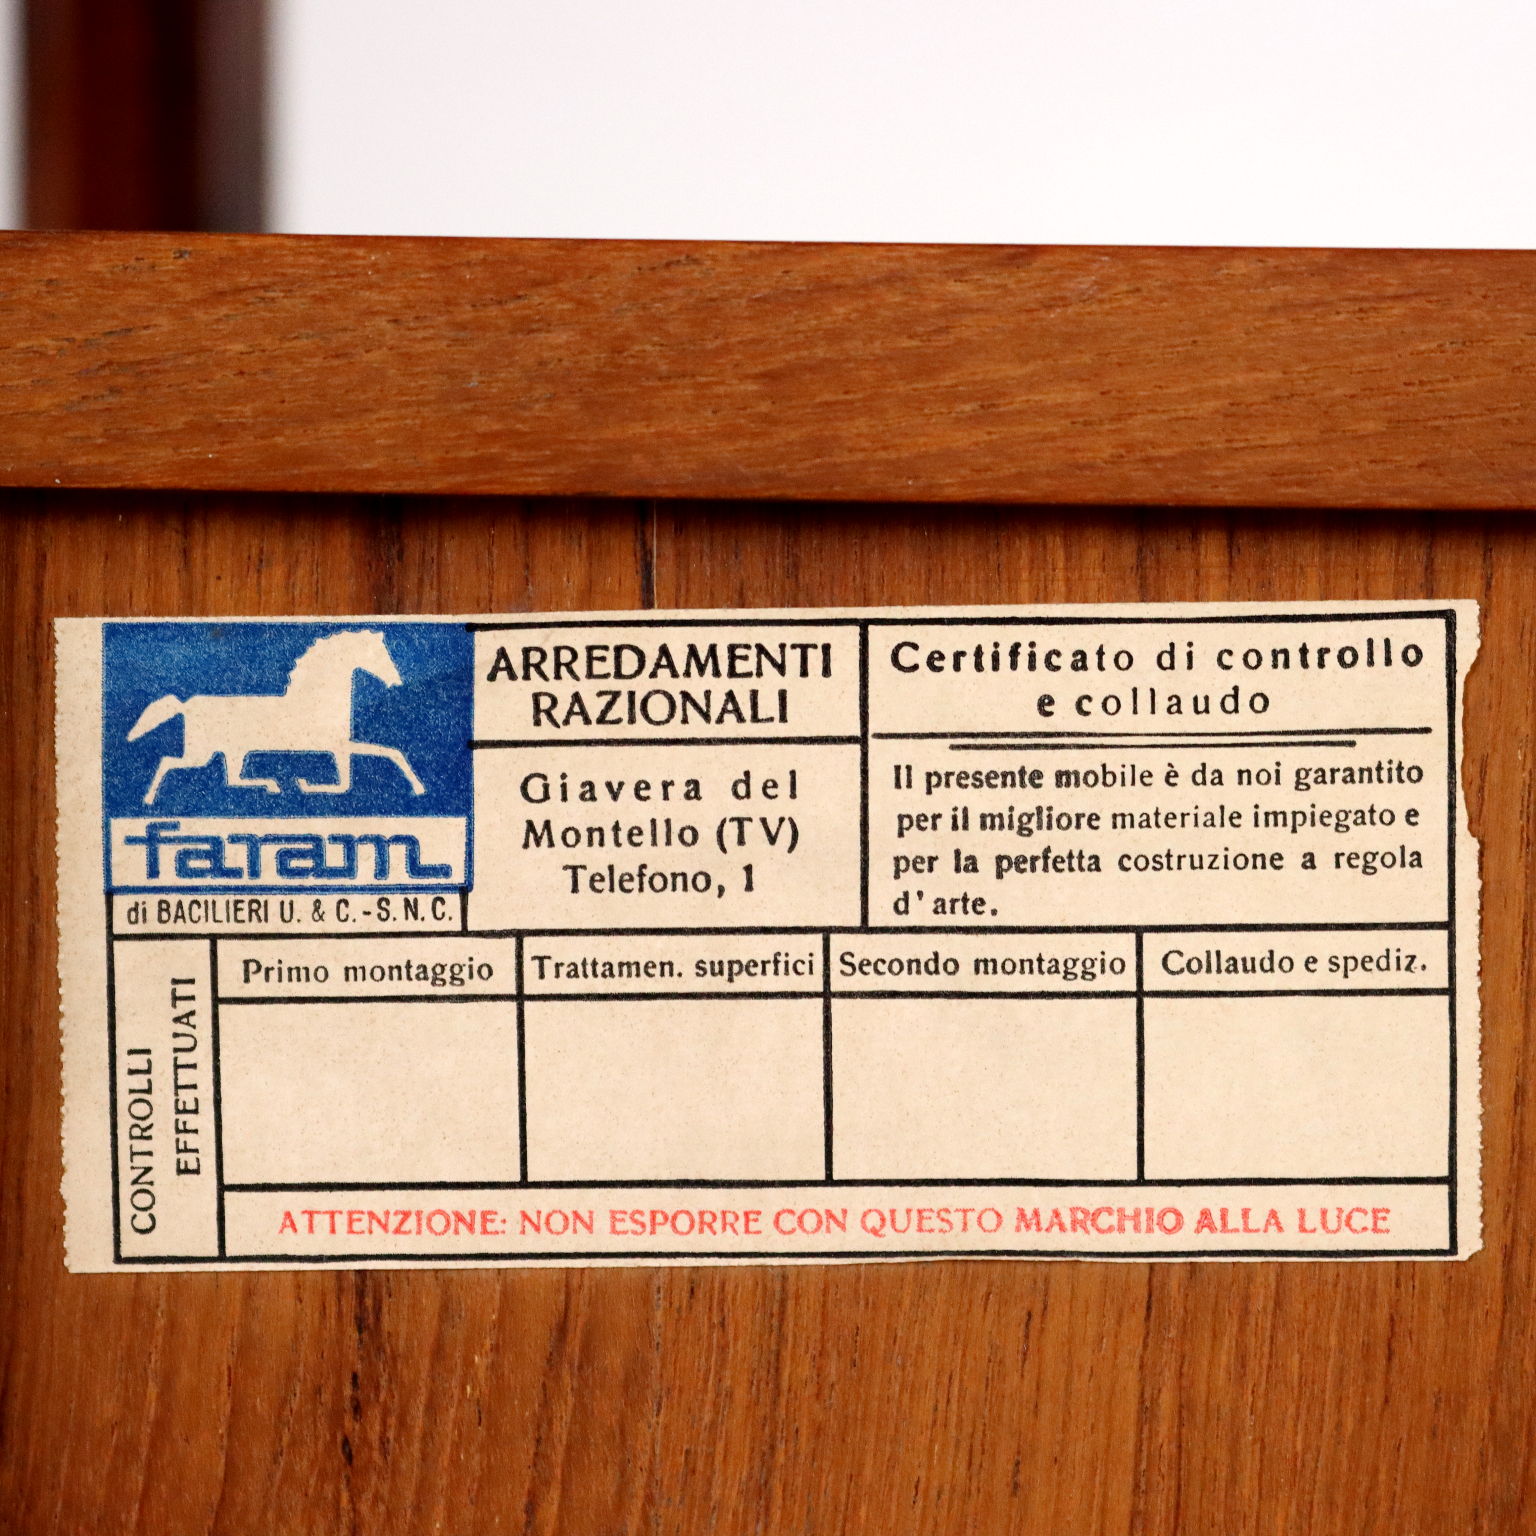 faram
di BACILIERI U. & C. - S. N. C.
ARREDAMENTI
RAZIONALI
Giavera del
Montello (TV)
Telefono, 1
Certificato di controllo
e collaudo
Il presente mobile è da noi garantito
per il migliore materiale impiegato e
per la perfetta costruzione a regola
d' arte.
CONTROLLI
EFFETTUATI
Primo montaggio
Trattamen. superfici
Secondo montaggio
Collaudo e spediz.
ATTENZIONE: NON ESPORRE CON QUESTO MARCHIO ALLA LUCE